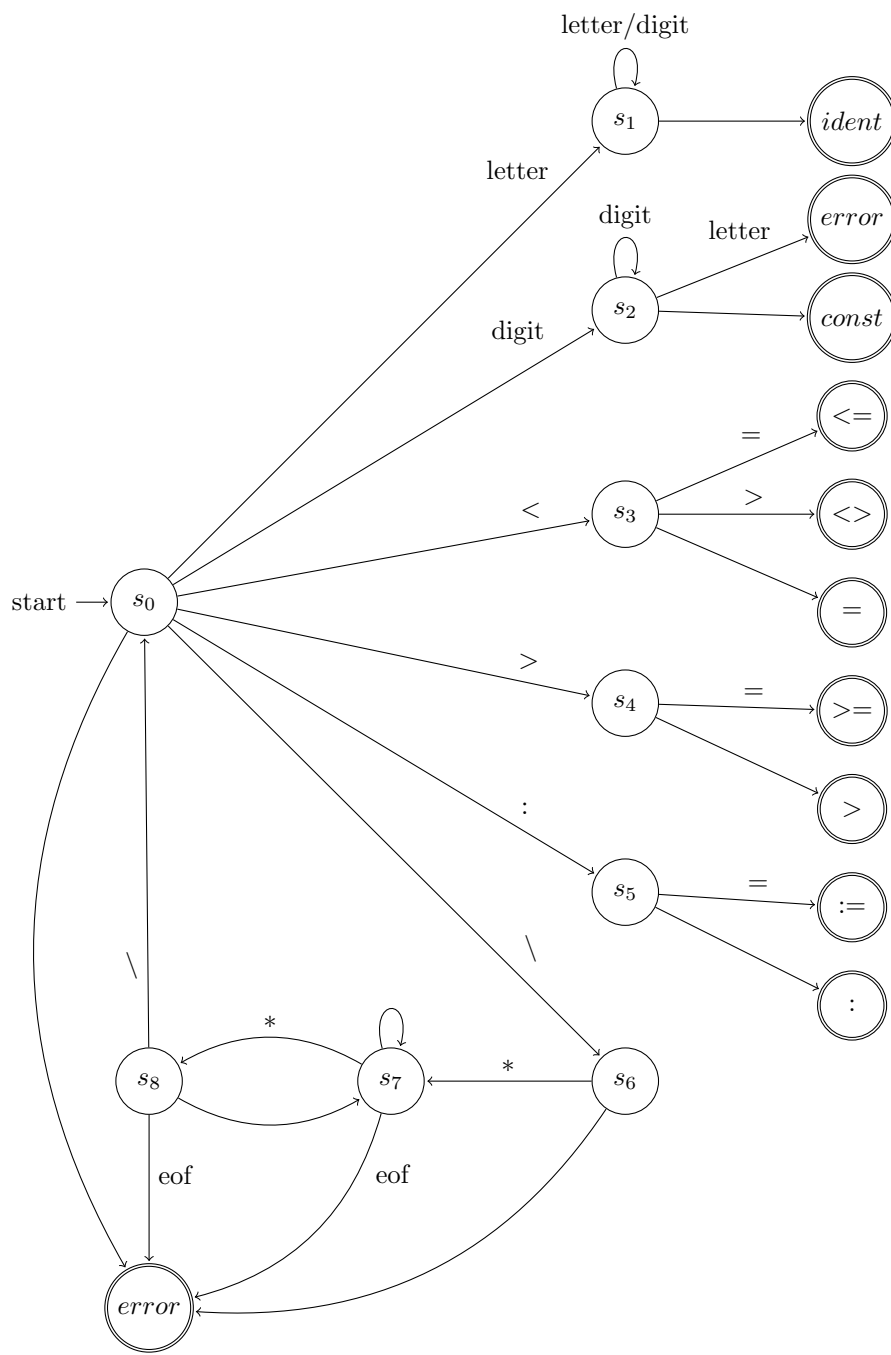 letter/digit
s1
ident
letter
digit
letter
error
s2
const
digit
<=
=
<
s3
>
<>
start
s0
=
>
s4
=
>=
>
:
s5
=
:=
\
\
:
*
*
s8
s7
s6
eof
eof
error